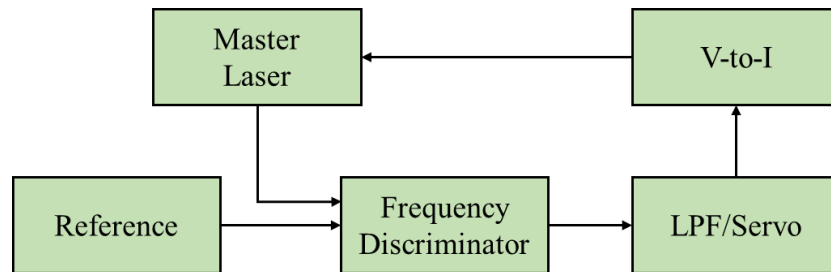 Master
Laser
V-to-I
Reference
Frequency
Discriminator
LPF/Servo